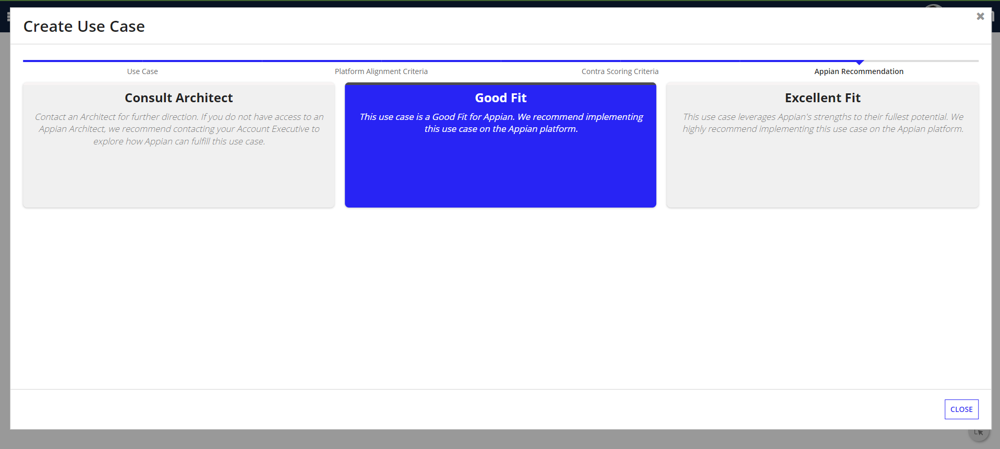 Create Use Case
Use Case
Platform Alignment Criteria
Contra Scoring Criteria
Appian Recommendation
Consult Architect
Contact an Architect for further direction. If you do not have access to an
Appian Architect, we recommend contacting your Account Executive to
explore how Appian can fulfill this use case.
Good Fit
This use case is a Good Fit for Appian. We recommend implementing
this use case on the Appian platform.
Excellent Fit
This use case leverages Appian's strengths to their fullest potential. We
highly recommend implementing this use case on the Appian platform.
CLOSE